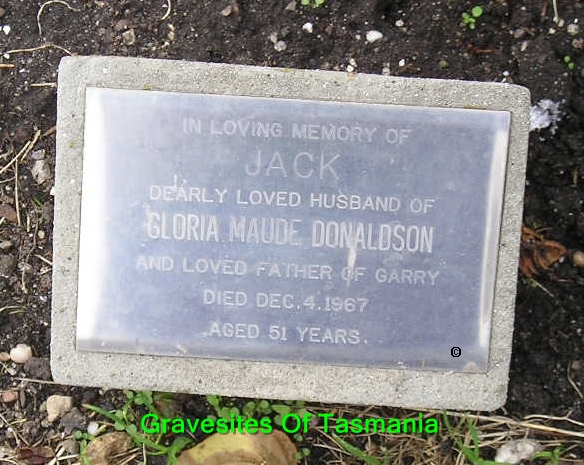 IN LOVING MEMORY OF
JACK
DEARLY LOVED HUSBAND OF
GLORIA MAUDE DONALDSON
AND LOVED FATHER OF GARRY
DIED DEC. 4. 1967
AGED 51 YEARS.
©
Gravesites Of Tasmania